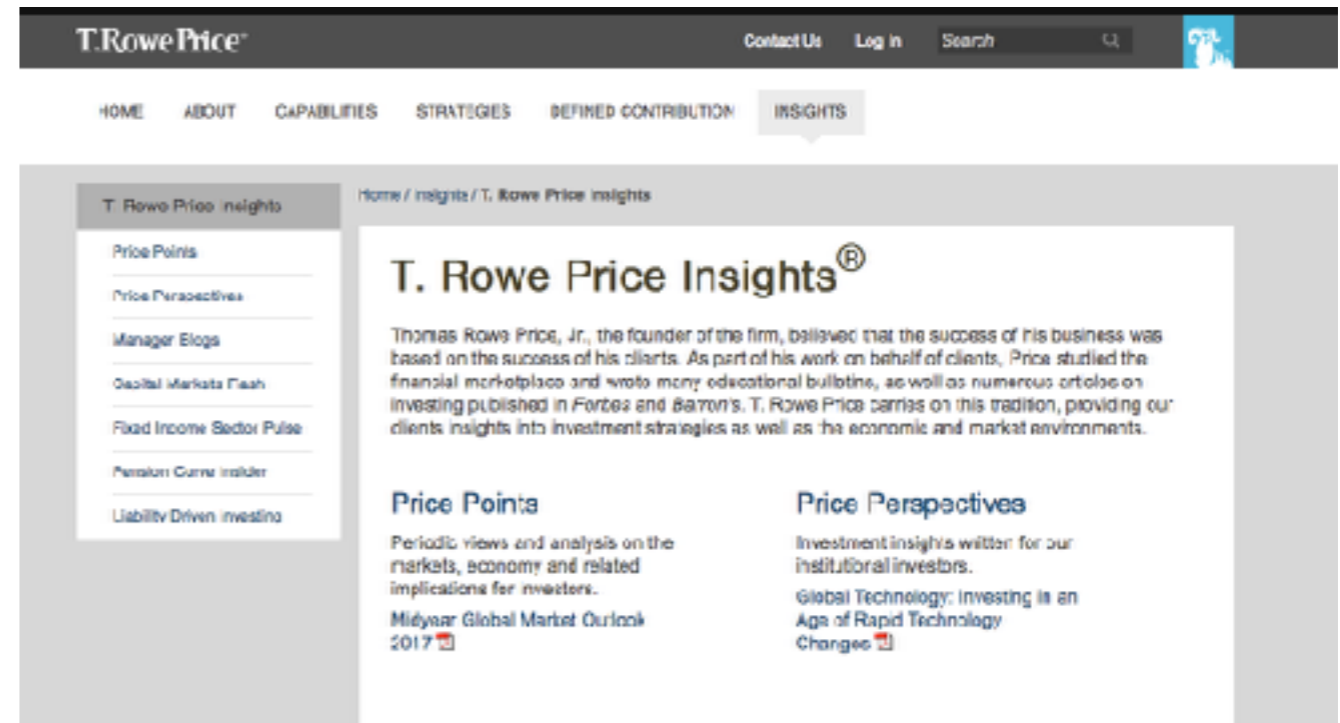 T.Rowe Price
Contact Us Log in Search
HOME ABOUT CAPABILITIES STRATEGIES DEFINED CONTRIBUTION INSIGHTS
T. Rowe Price Insights
Price Points
Price Perspectives
Manager Blogs
Capital Markets Flash
Fixed Income Sector Pulse
Pension Curve Insider
Liability Driven Investing
Home / Insights / T. Rowe Price Insights
T. Rowe Price Insights®
Thomas Rowe Price, Jr., the founder of the firm, believed that the success of his business was
based on the success of his clients. As part of his work on behalf of clients, Price studied the
financial marketplace and wrote many educational bulletins, as well as numerous articles on
investing published in Forbes and Barron's. T. Rowe Price carries on this tradition, providing our
clients insights into investment strategies as well as the economic and market environments.
Price Points
Periodic views and analysis on the
markets, economy and related
implications for investors.
Midyear Global Market Outlook
2017
Price Perspectives
Investment insights written for our
institutional investors.
Global Technology: Investing in an
Age of Rapid Technology
Changes